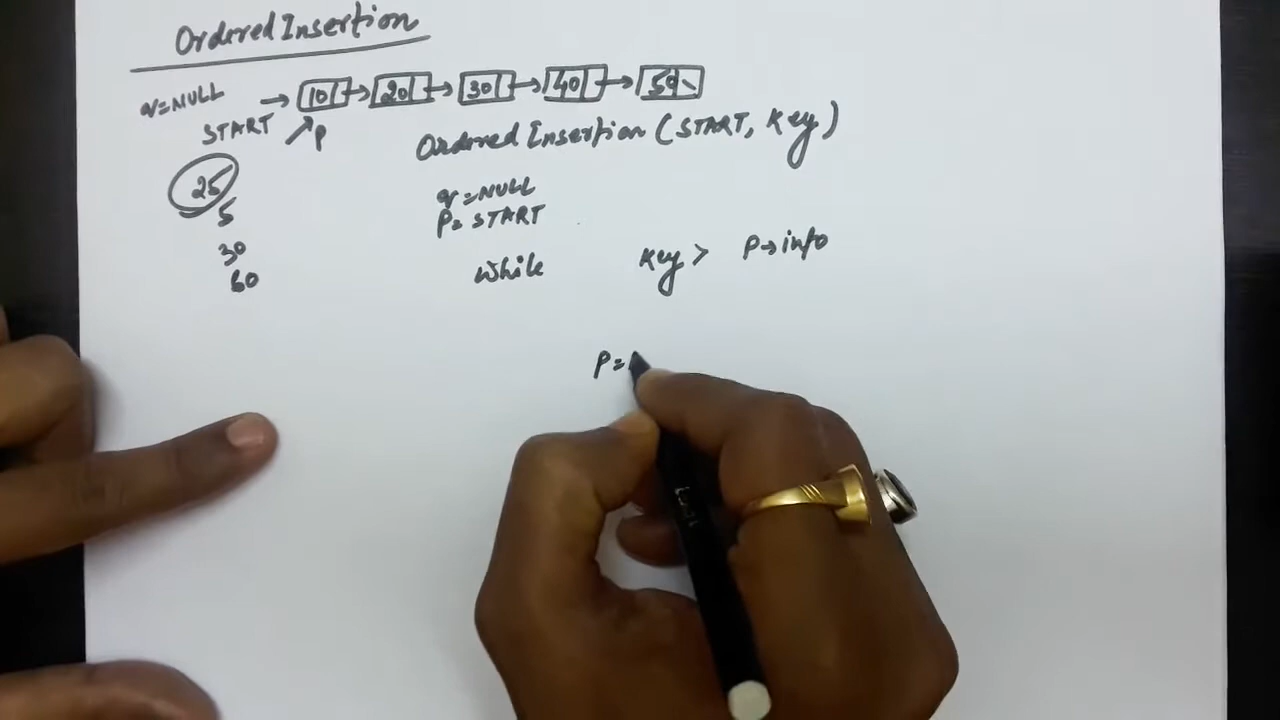 Ordered Insertion
q=NULL → 10 → 20 → 30 → 40 → 50
START P
Ordered Insertion (START, Key)
25
q=NULL
5
P= START
30
While Key > P→info
60
P=